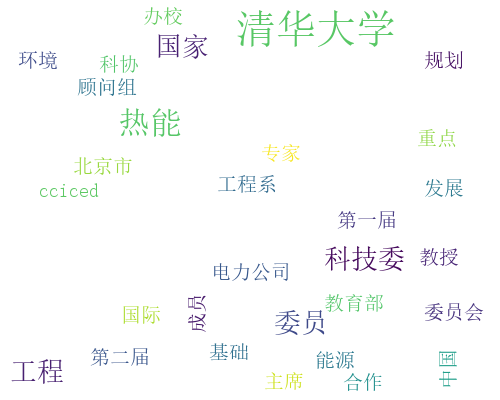 办校
清华大学
国家
环境
科协
规划
顾问组
热能
重点
专家
北京市
工程系
cciced
发展
第一届
科技委
教授
电力公司
成员
教育部
国际
委员
委员会
第二届
基础
能源
中国
工程
主席
合作